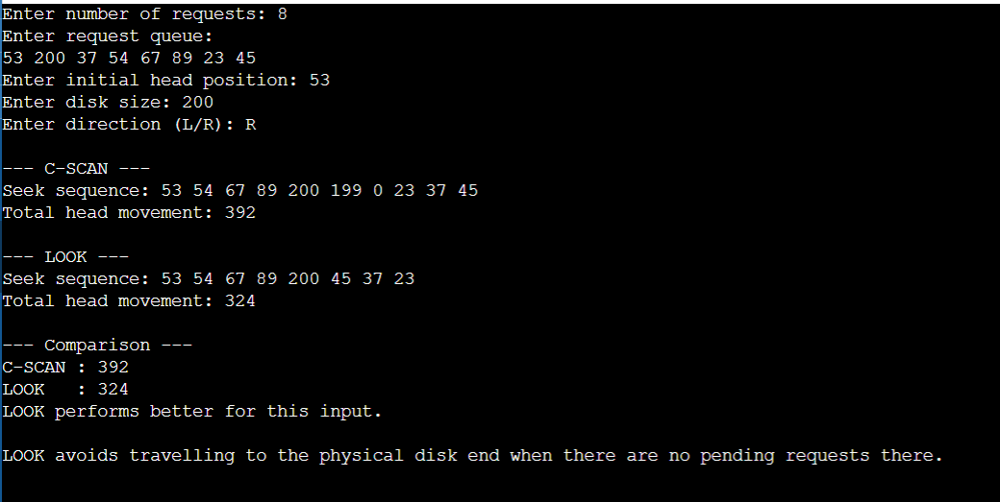 Enter number of requests: 8
Enter request queue:
53 200 37 54 67 89 23 45
Enter initial head position: 53
Enter disk size: 200
Enter direction (L/R): R
--- C-SCAN ---
Seek sequence: 53 54 67 89 200 199 0 23 37 45
Total head movement: 392
--- LOOK ---
Seek sequence: 53 54 67 89 200 45 37 23
Total head movement: 324
--- Comparison ---
C-SCAN : 392
LOOK   : 324
LOOK performs better for this input.
LOOK avoids travelling to the physical disk end when there are no pending requests there.